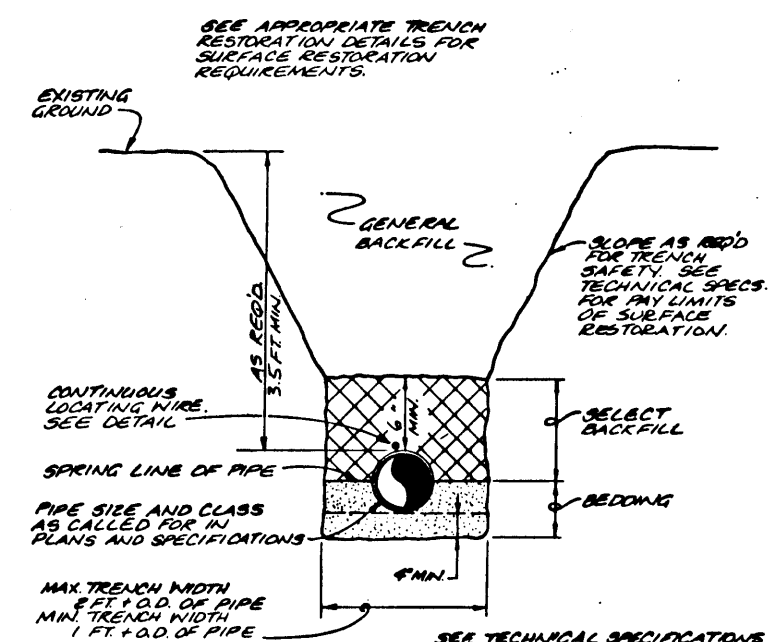 SEE APPROPRIATE TRENCH
RESTORATION DETAILS FOR
SURFACE RESTORATION
REQUIREMENTS.
EXISTING
GROUND
GENERAL
BACKFILL
SLOPE AS REQ'D
FOR TRENCH
SAFETY. SEE
TECHNICAL SPECS.
FOR PAY LIMITS
OF SURFACE
RESTORATION.
AS REQ'D.
3.5 FT. MIN.
CONTINUOUS
LOCATING WIRE.
SEE DETAIL
6"
MIN.
SELECT
BACKFILL
SPRING LINE OF PIPE
PIPE SIZE AND CLASS
AS CALLED FOR IN
PLANS AND SPECIFICATIONS
BEDDING
4" MIN.
MAX. TRENCH WIDTH
2 FT. + O.D. OF PIPE
MIN. TRENCH WIDTH
1 FT. + O.D. OF PIPE
SEE TECHNICAL SPECIFICATIONS